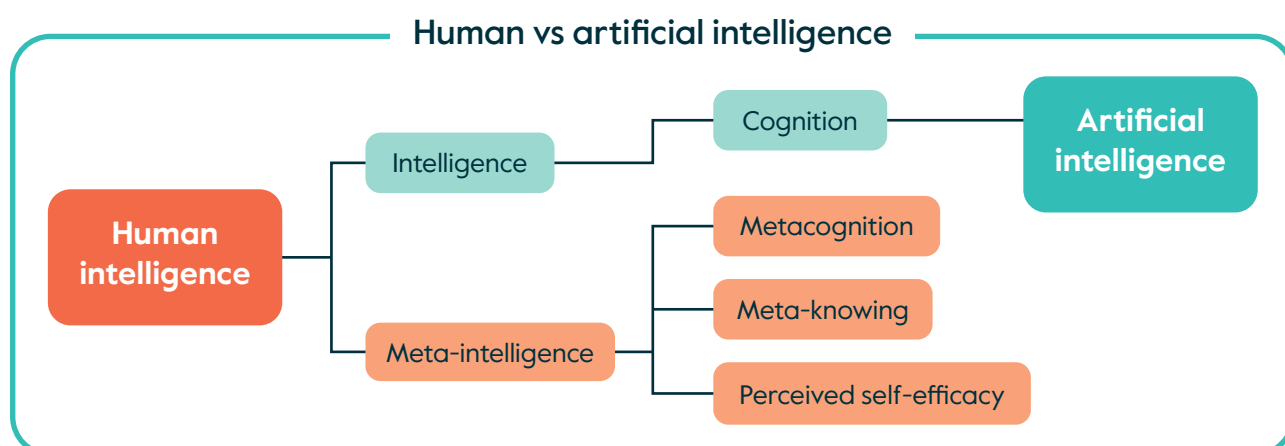 Human vs artificial intelligence
Cognition
Artificial
intelligence
Intelligence
Human
intelligence
Metacognition
Meta-knowing
Meta-intelligence
Perceived self-efficacy